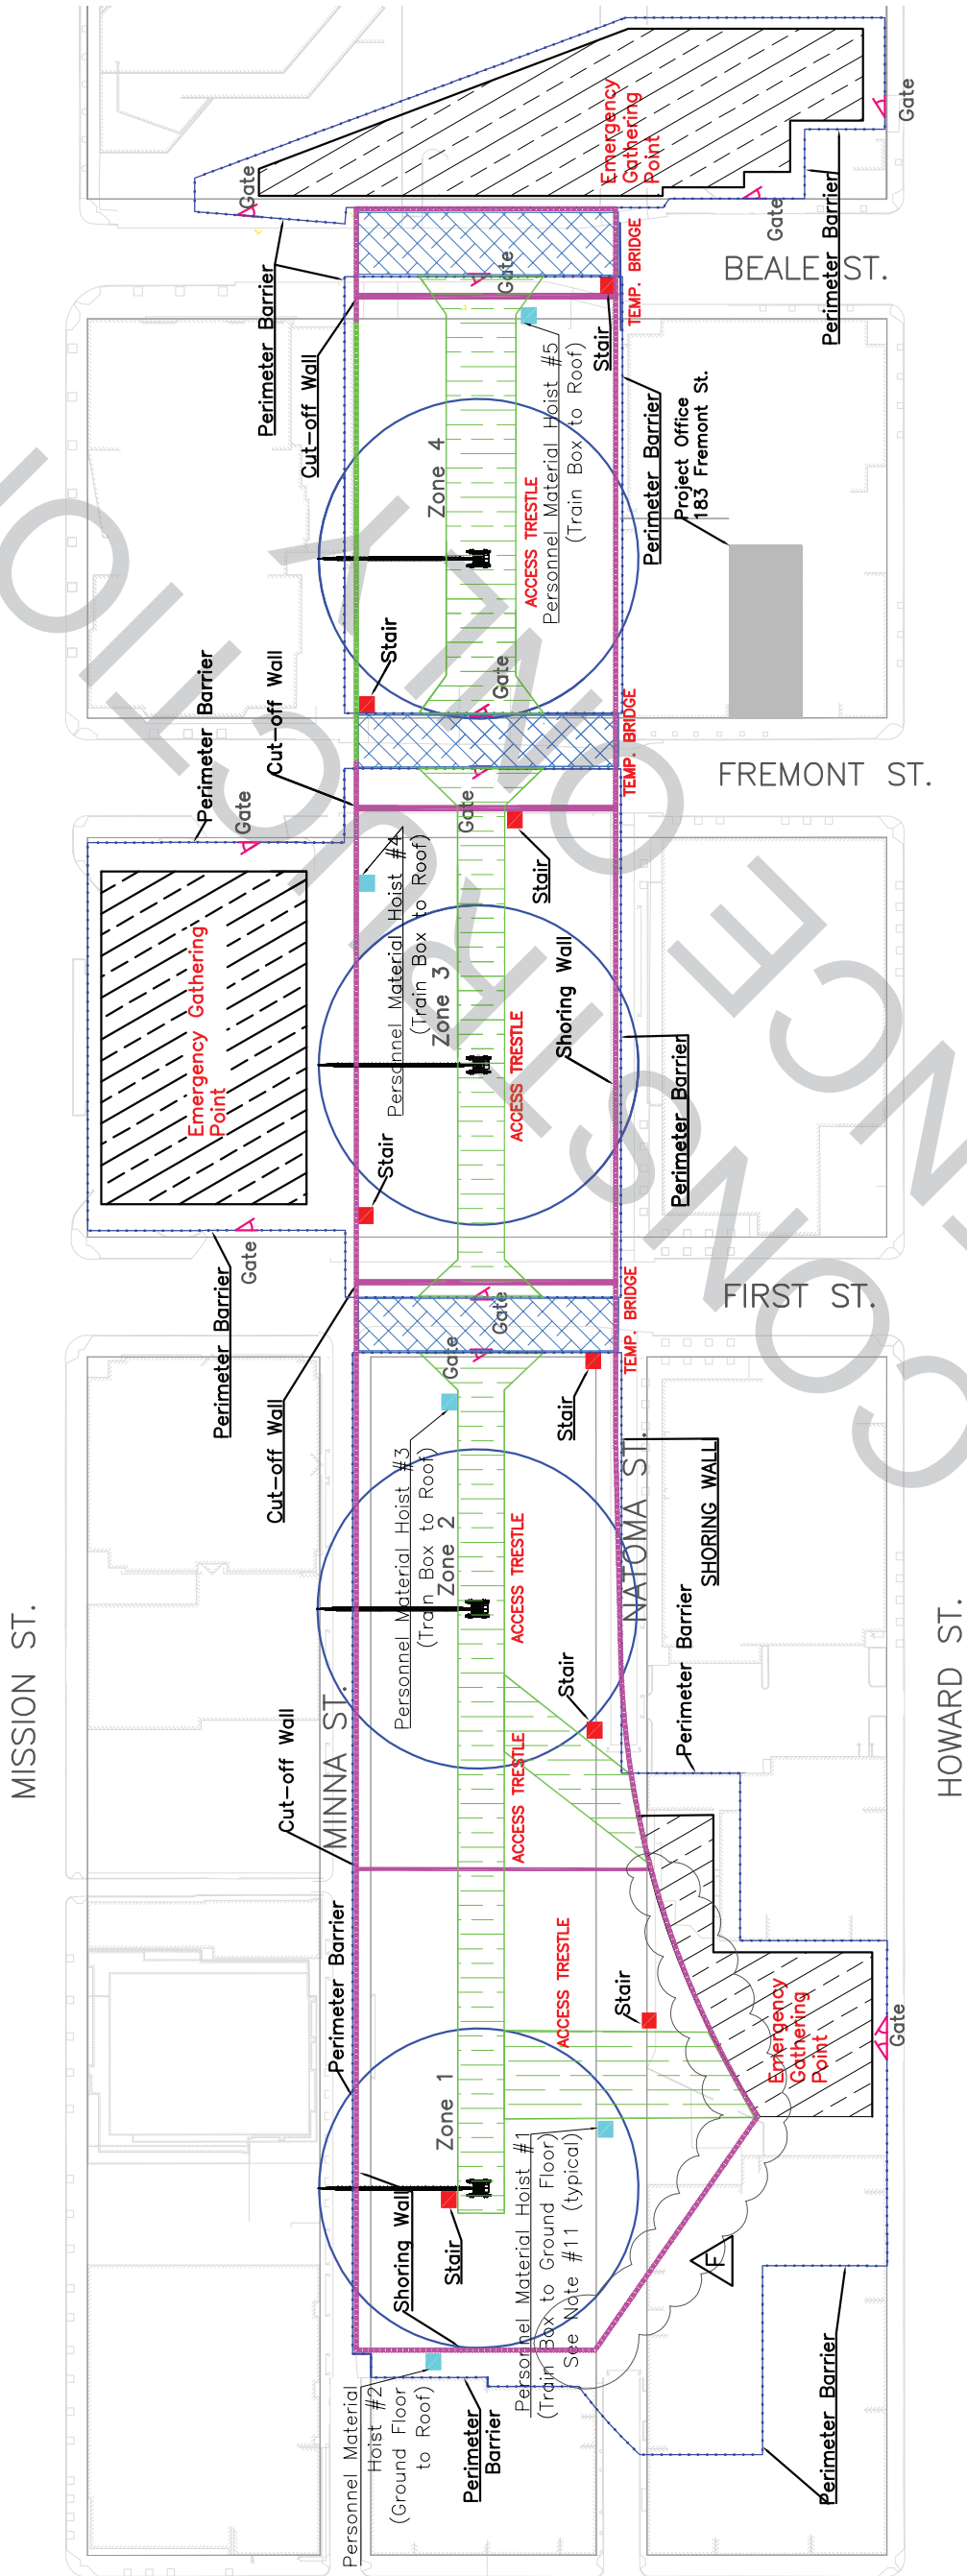 MISSION ST.
HOWARD ST.
MINNA ST.
NATOMA ST.
BEALE ST.
FREMONT ST.
FIRST ST.
Emergency
Gathering
Point
Gate
Gate
Gate
Perimeter Barrier
Perimeter Barrier
Cut-off Wall
Gate
TEMP. BRIDGE
Stair
Zone 4
ACCESS TRESTLE
Personnel Material Hoist #5
(Train Box to Roof)
Perimeter Barrier
Project Office
183 Fremont St.
Stair
Gate
TEMP. BRIDGE
Perimeter Barrier
Cut-off Wall
Gate
Gate
Stair
Personnel Material Hoist #4
(Train Box to Roof)
Zone 3
Emergency Gathering
Point
ACCESS TRESTLE
Shoring Wall
Perimeter Barrier
Stair
Gate
Perimeter Barrier
Cut-off Wall
Gate
TEMP. BRIDGE
Gate
Stair
Personnel Material Hoist #3
(Train Box to Roof)
Zone 2
ACCESS TRESTLE
SHORING WALL
Perimeter Barrier
Stair
ACCESS TRESTLE
Cut-off Wall
Perimeter Barrier
ACCESS TRESTLE
Stair
Emergency
Gathering
Point
Gate
Zone 1
Shoring Wall
Stair
Personnel Material Hoist #1
(Train Box to Ground Floor)
See Note #11 (typical)
F
Personnel Material
Hoist #2
(Ground Floor
to Roof)
Perimeter
Barrier
Perimeter Barrier